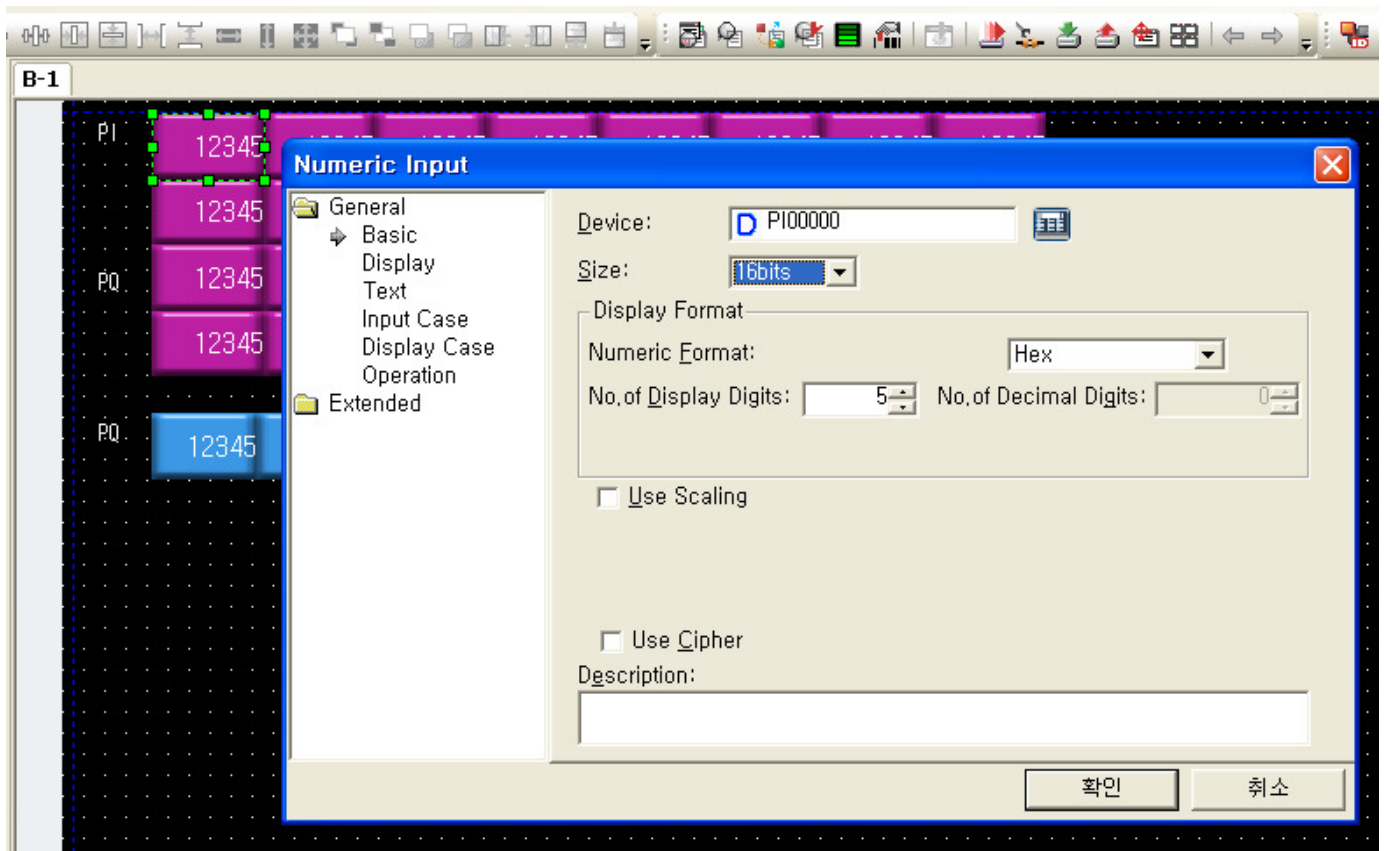 B-1
PI
12345
12345
PQ
12345
12345
PQ
12345
Numeric Input
General
Basic
Display
Text
Input Case
Display Case
Operation
Extended
Device:
D PI00000
Size:
16bits
Display Format
Numeric Format:
Hex
No,of Display Digits:
5
No,of Decimal Digits:
0
Use Scaling
Use Cipher
Description:
확인
취소